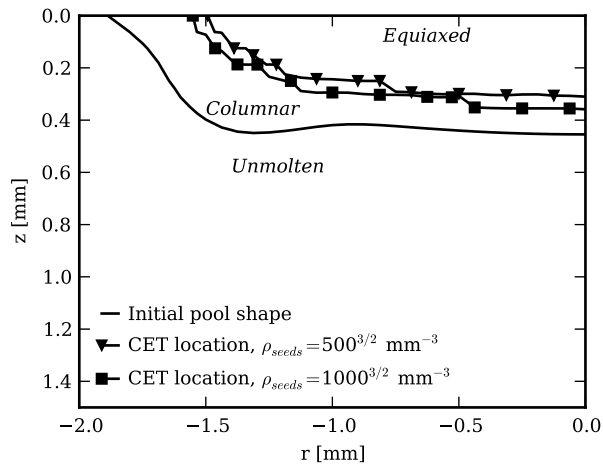 0.0
0.2
0.4
0.6
0.8
1.0
1.2
1.4
z [mm]
Equiaxed
Columnar
Unmolten
Initial pool shape
CET location, ρ_seeds=500^{3/2} mm^{−3}
CET location, ρ_seeds=1000^{3/2} mm^{−3}
−2.0 −1.5 −1.0 −0.5 0.0
r [mm]